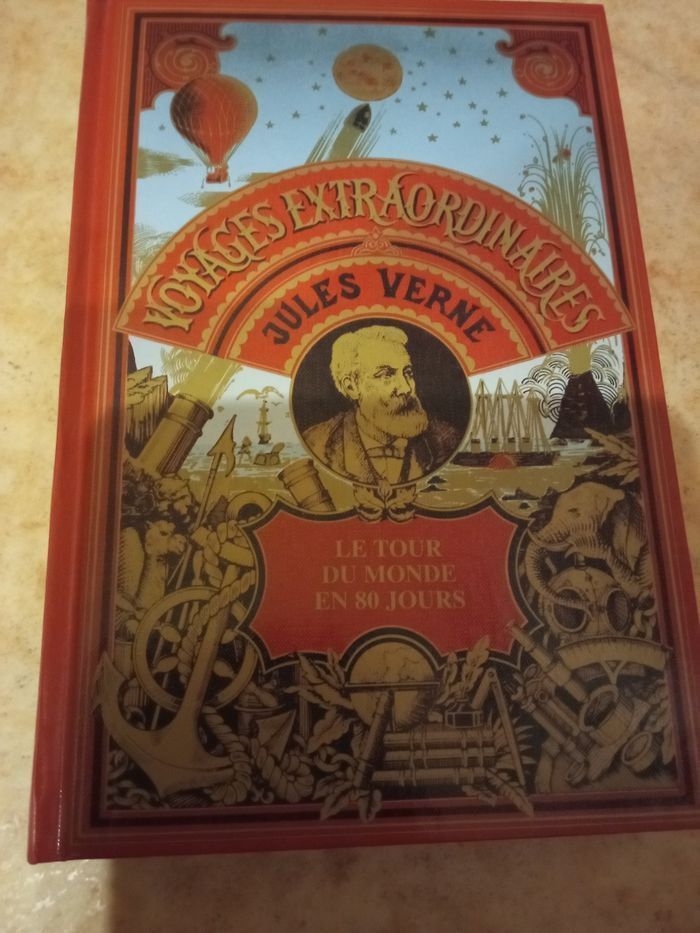 VOYAGES EXTRAORDINAIRES
JULES VERNE
LE TOUR
DU MONDE
EN 80 JOURS